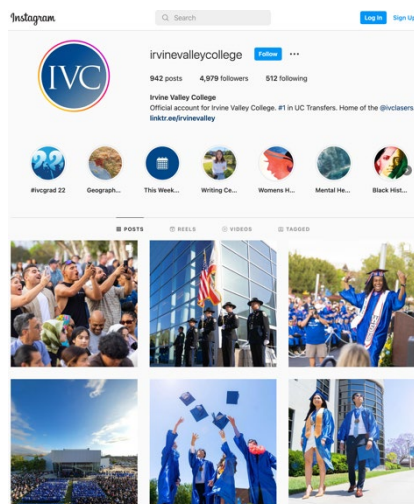 Instagram
Search
Log In
Sign Up
IVC
irvinevalleycollege
Follow
942 posts 4,979 followers 512 following
Irvine Valley College
Official account for Irvine Valley College. #1 in UC Transfers. Home of the @ivclasers
linktr.ee/irvinevalley
#ivcgrad 22 Geograph... This Week... Writing Ce... Womens H... Mental He... Black Hist...
POSTS REELS VIDEOS TAGGED